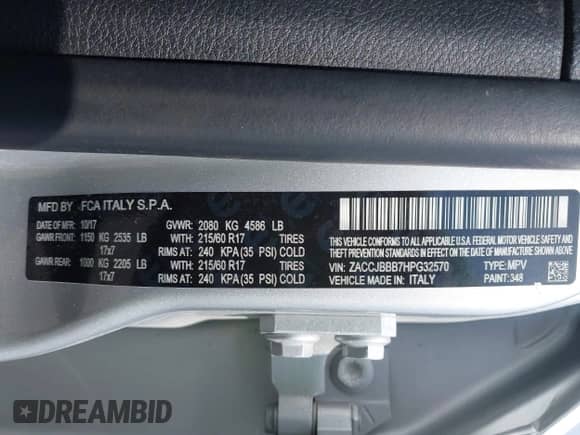 MFD BY FCA ITALY S.P.A.
DATE OF MFR: 10/17 GVWR: 2080 KG 4586 LB
GAWR FRONT: 1150 KG 2535 LB WITH: 215/60 R17 TIRES
17x7 RIMS AT: 240 KPA (35 PSI) COLD
GAWR REAR: 1000 KG 2205 LB WITH: 215/60 R17 TIRES
17x7 RIMS AT: 240 KPA (35 PSI) COLD
THIS VEHICLE CONFORMS TO ALL APPLICABLE
U.S.A. FEDERAL MOTOR VEHICLE SAFETY, BUMPER AND
THEFT PREVENTION STANDARDS IN EFFECT ON
THE DATE OF MANUFACTURE SHOWN ABOVE.
VIN: ZACCJBBB7HPG32570 TYPE: MPV
VEHICLE MADE IN: ITALY PAINT: 348
DREAMBID